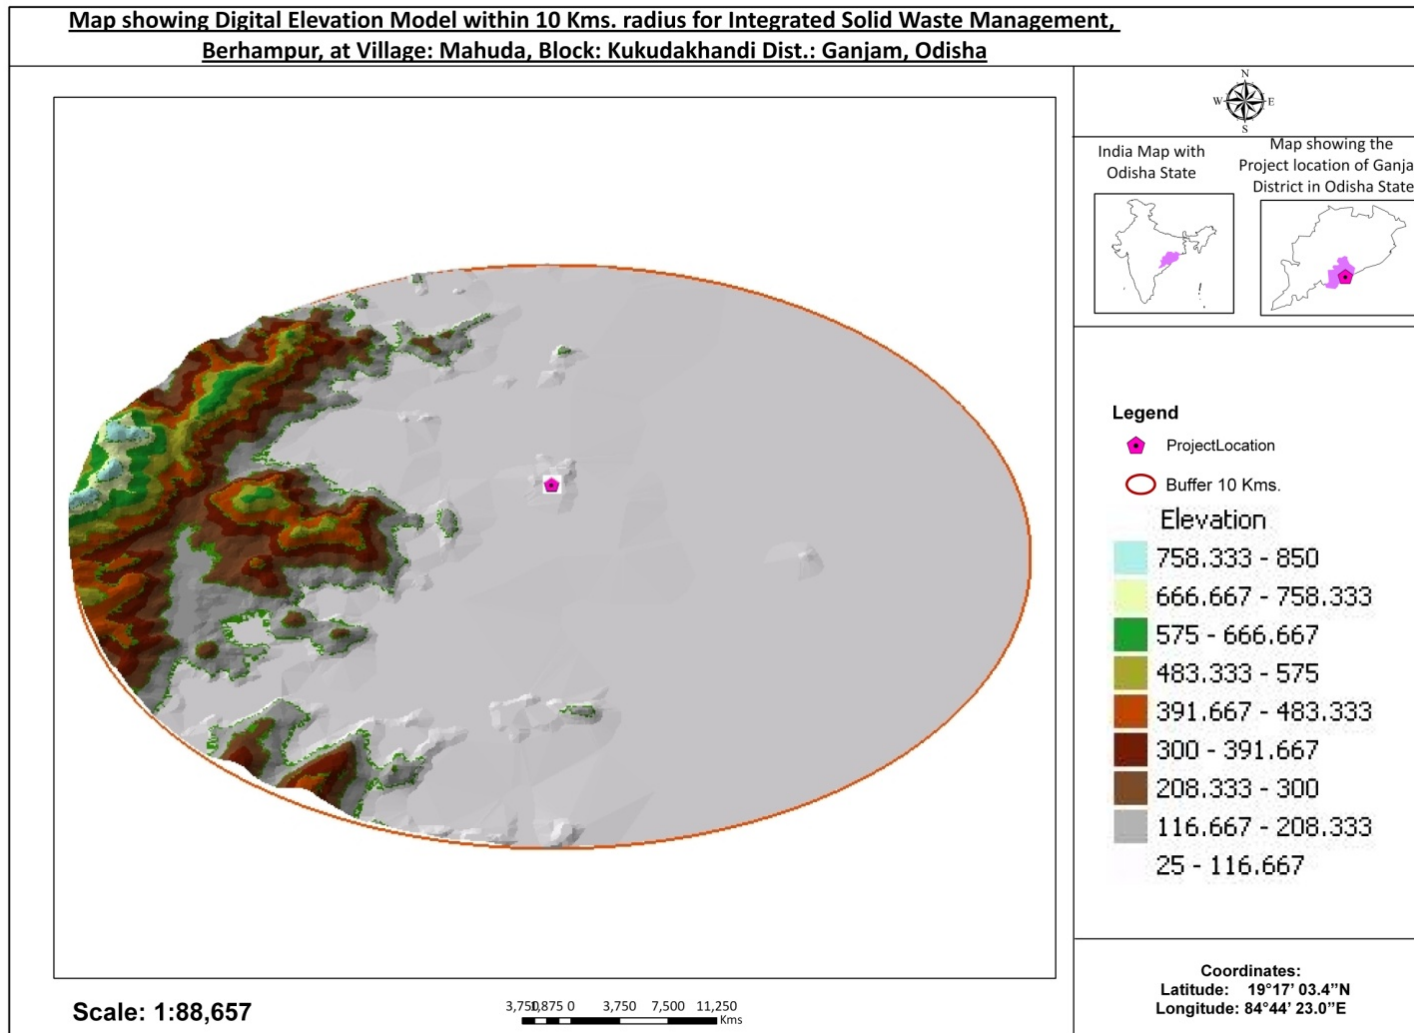 Map showing Digital Elevation Model within 10 Kms. radius for Integrated Solid Waste Management,
Berhampur, at Village: Mahuda, Block: Kukudakhandi Dist.: Ganjam, Odisha
N
W E
S
India Map with
Odisha State
Map showing the
Project location of Ganja
District in Odisha State
Legend
ProjectLocation
Buffer 10 Kms.
Elevation
758.333 - 850
666.667 - 758.333
575 - 666.667
483.333 - 575
391.667 - 483.333
300 - 391.667
208.333 - 300
116.667 - 208.333
25 - 116.667
Coordinates:
Latitude: 19°17' 03.4”N
Longitude: 84°44' 23.0”E
Scale: 1:88,657
3,750 1,875 0 3,750 7,500 11,250
Kms